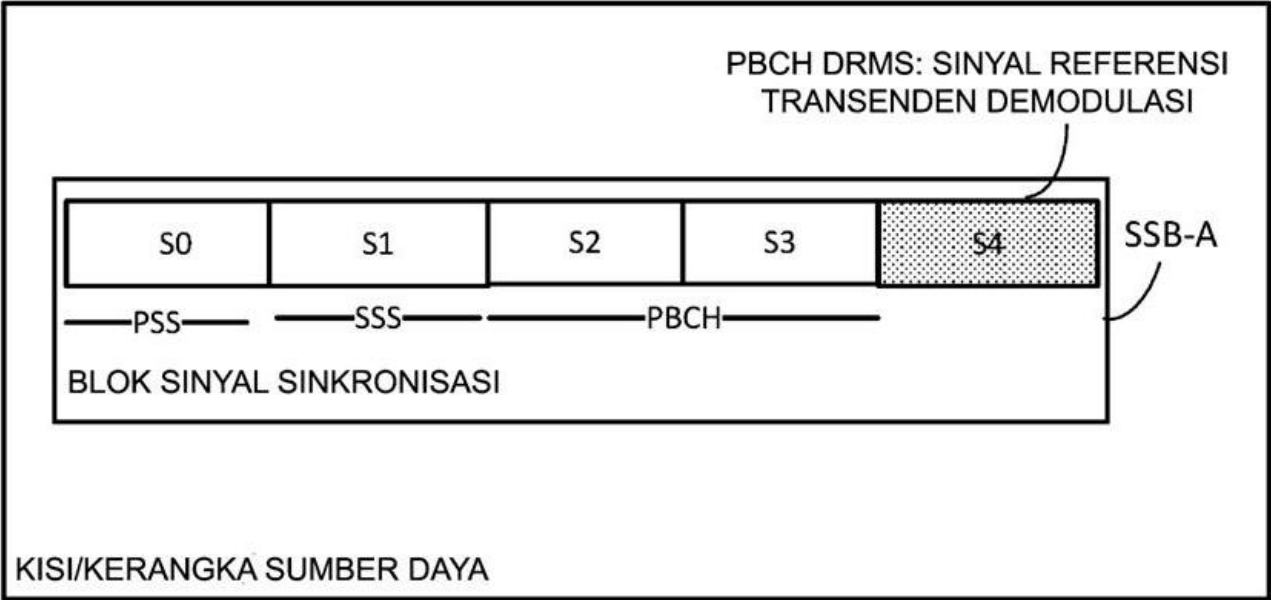 PBCH DRMS: SINYAL REFERENSI
TRANSENDEN DEMODULASI
S0 S1 S2 S3 S4
SSB-A
PSS SSS PBCH
BLOK SINYAL SINKRONISASI
KISI/KERANGKA SUMBER DAYA